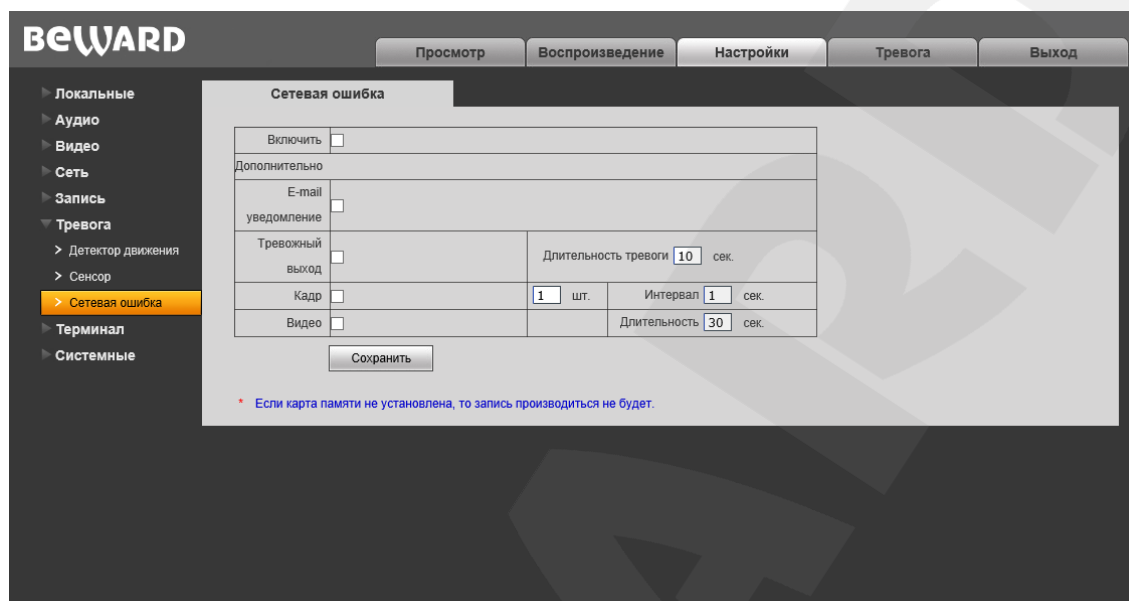 BEWARD
Просмотр Воспроизведение Настройки Тревога Выход
Локальные
Аудио
Видео
Сеть
Запись
Тревога
Детектор движения
Сенсор
Сетевая ошибка
Терминал
Системные
Сетевая ошибка
Включить
Дополнительно
E-mail
уведомление
Тревожный
выход
Длительность тревоги 10 сек.
Кадр 1 шт. Интервал 1 сек.
Видео Длительность 30 сек.
Сохранить
* Если карта памяти не установлена, то запись производиться не будет.